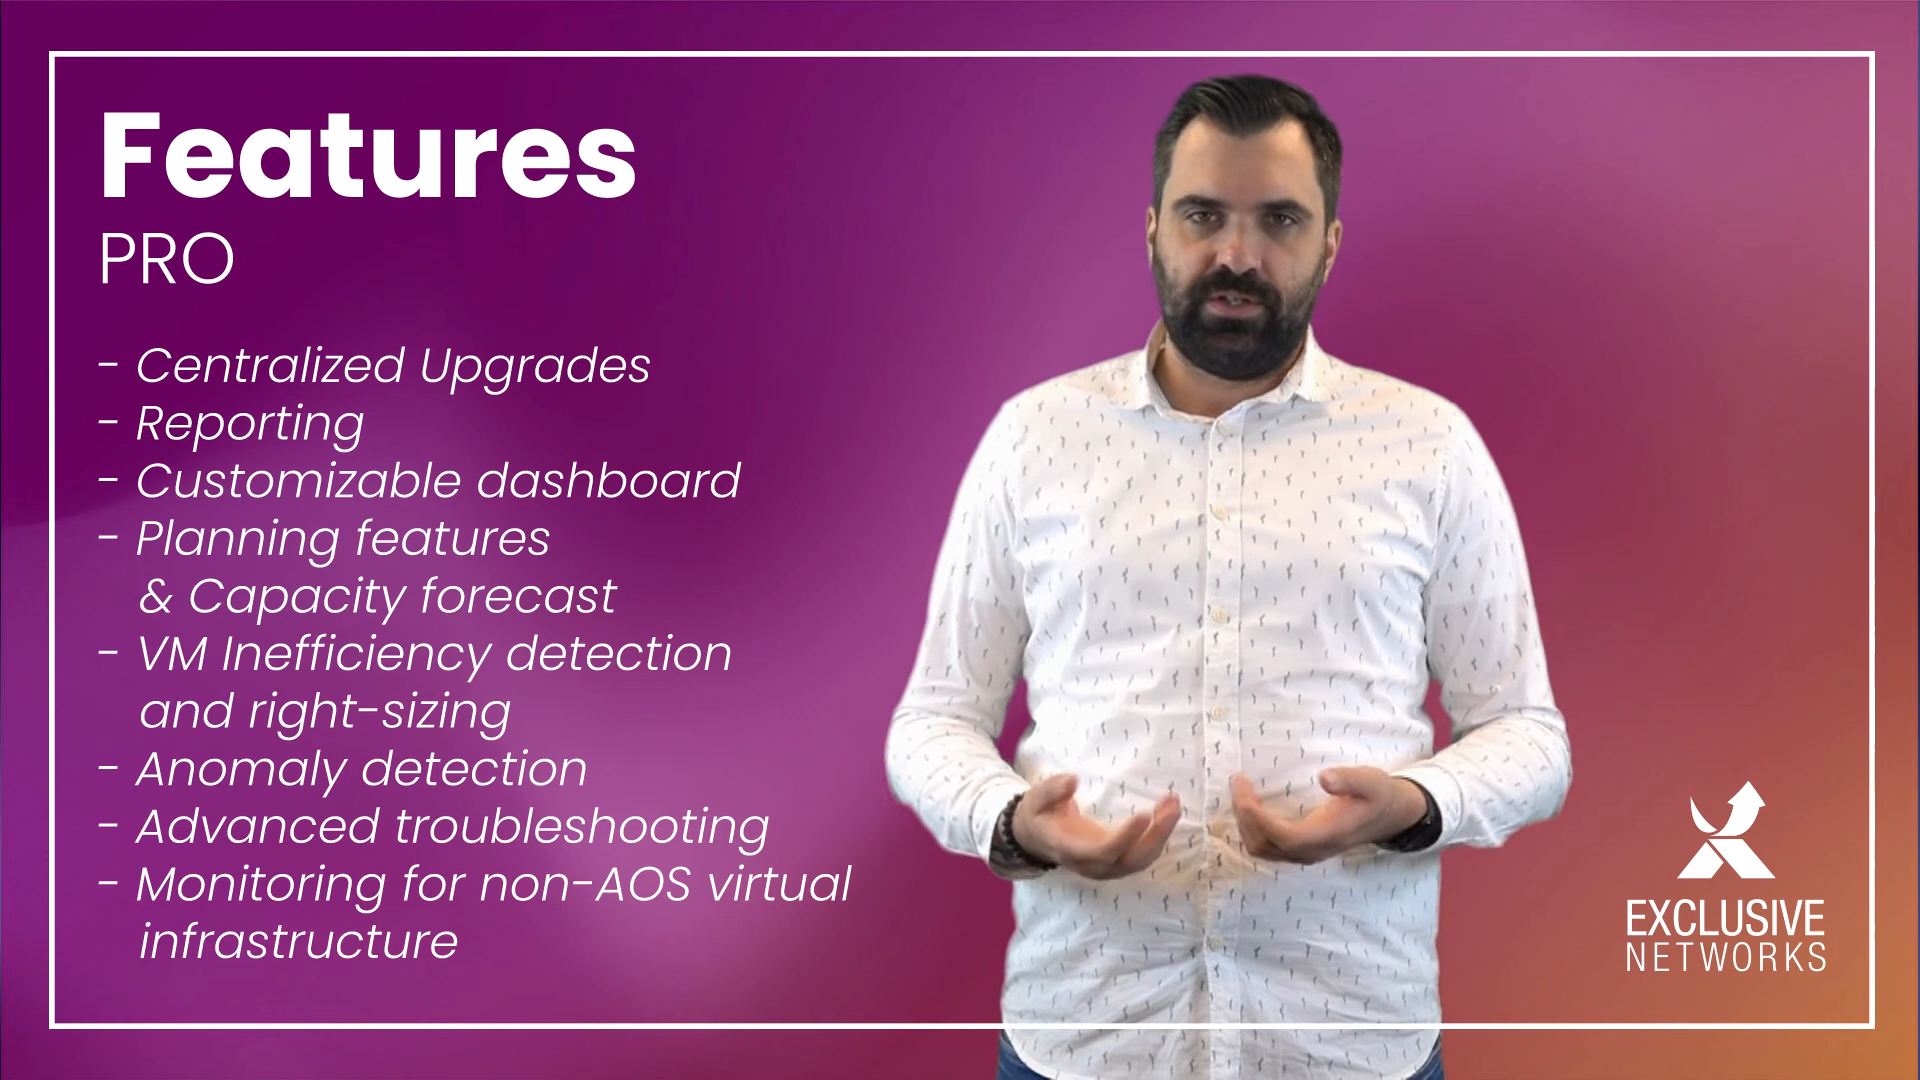 Features
PRO
- Centralized Upgrades
- Reporting
- Customizable dashboard
- Planning features
& Capacity forecast
- VM Inefficiency detection
and right-sizing
- Anomaly detection
- Advanced troubleshooting
- Monitoring for non-AOS virtual
infrastructure
EXCLUSIVE
NETWORKS